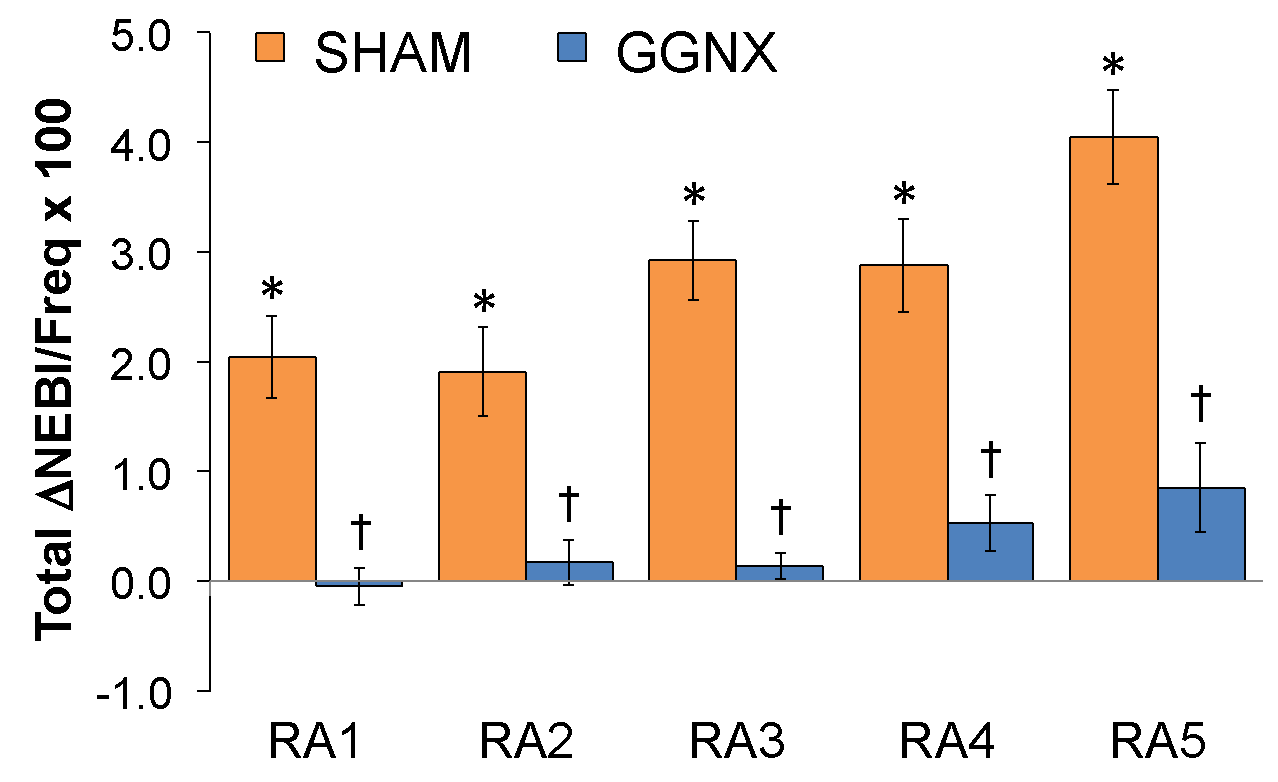 SHAM GGNX
Total ΔNEBI/Freq x 100
5.0
4.0
3.0
2.0
1.0
0.0
-1.0
* † * † * † * † * †
RA1 RA2 RA3 RA4 RA5